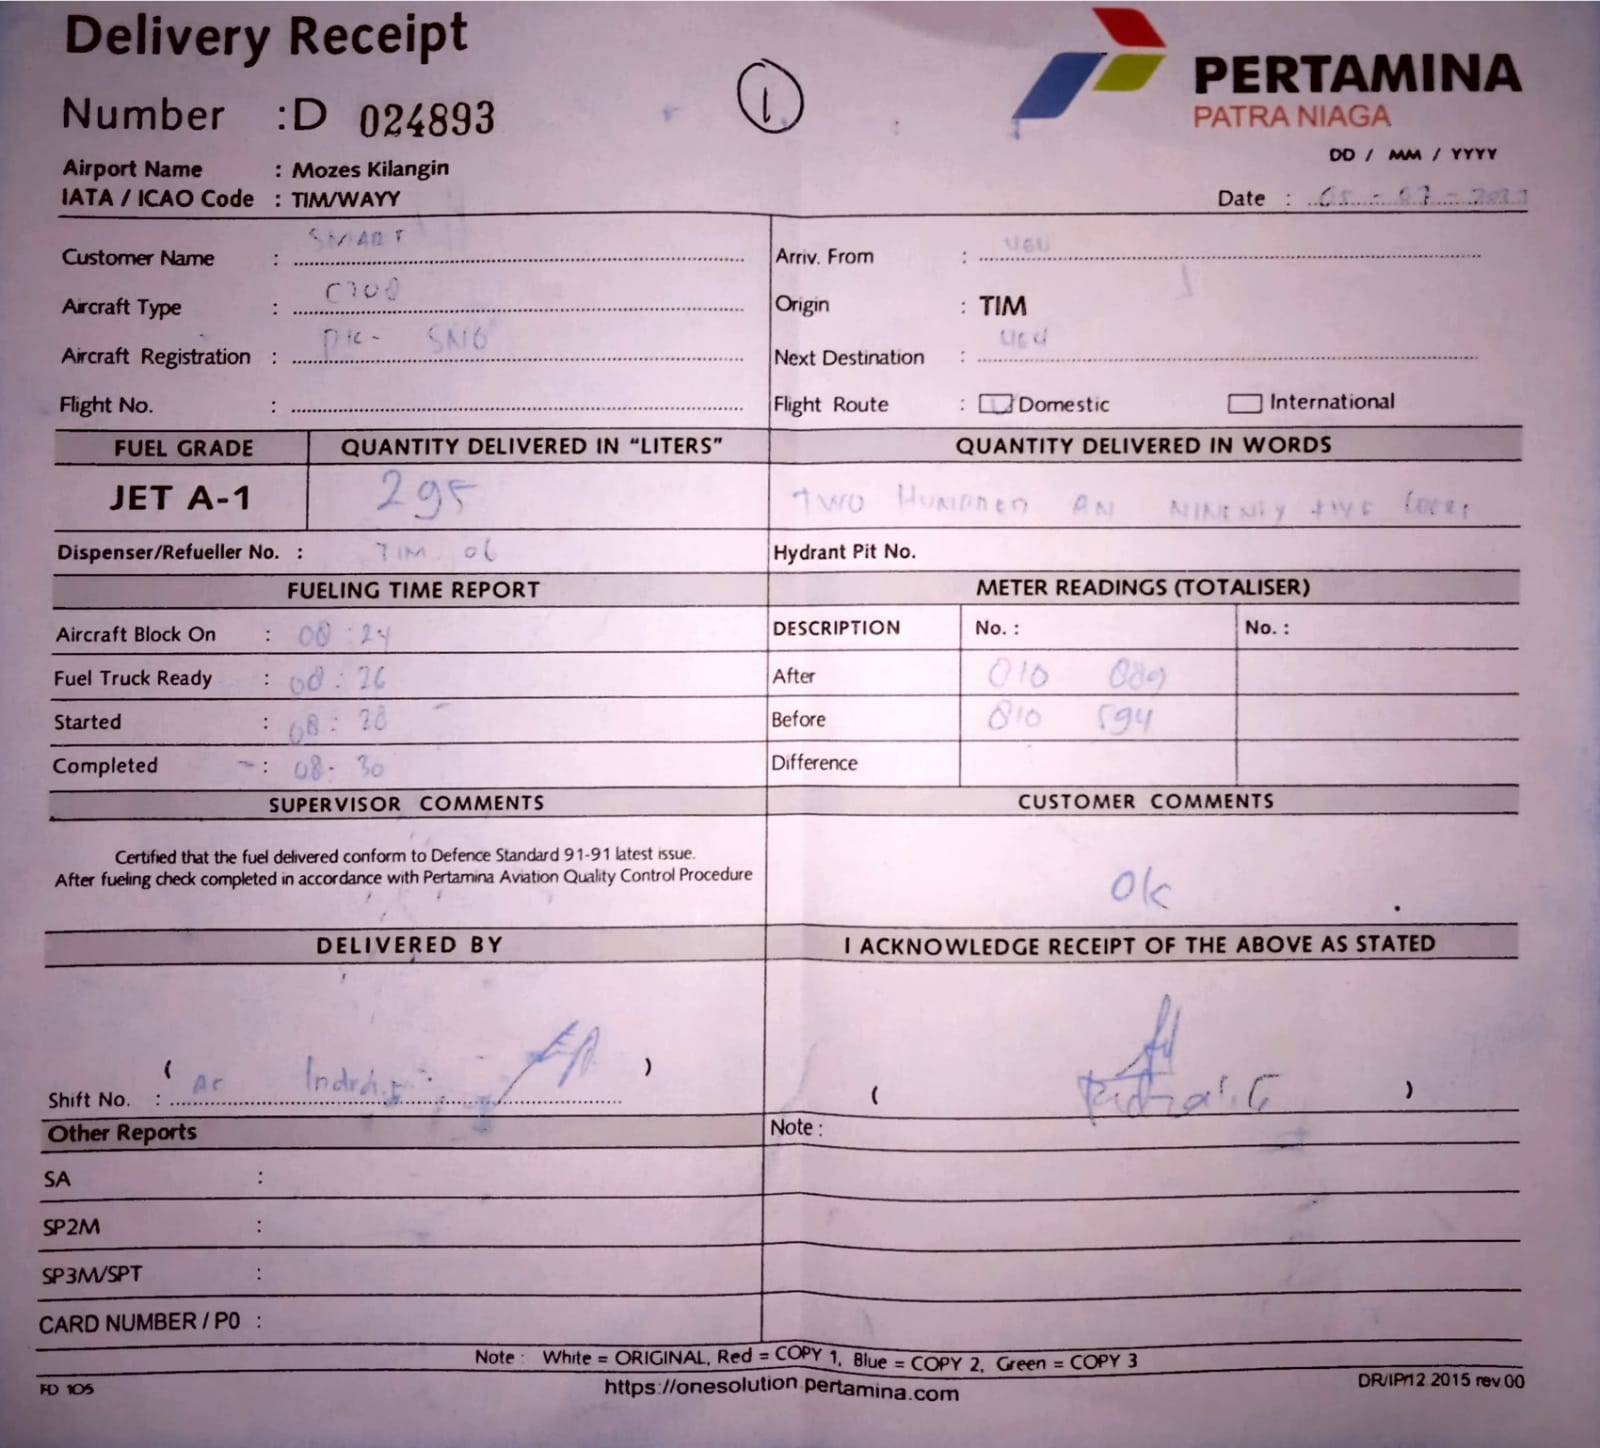 Delivery Receipt
Number : D 024893
1
PERTAMINA
PATRA NIAGA
Airport Name : Mozes Kilangin
IATA / ICAO Code : TIM/WAYY
DD / MM / YYYY
Date : 05 - 07 -
Customer Name : SMART
Arriv. From :
Aircraft Type : C208
Origin : TIM
Aircraft Registration : PK - SNG
Next Destination :
Flight No. :
Flight Route : Domestic International
FUEL GRADE QUANTITY DELIVERED IN "LITERS" QUANTITY DELIVERED IN WORDS
JET A-1 295 TWO HUNDRED AN NINENTY FIVE
Dispenser/Refueller No. : TIM 06 Hydrant Pit No.
FUELING TIME REPORT METER READINGS (TOTALISER)
Aircraft Block On : 08 : 24 DESCRIPTION No. : No. :
Fuel Truck Ready : 08 : 26 After 010 889
Started : 08 : 28 Before 010 594
Completed : 08 . 30 Difference
SUPERVISOR COMMENTS CUSTOMER COMMENTS
Certified that the fuel delivered conform to Defence Standard 91-91 latest issue.
After fueling check completed in accordance with Pertamina Aviation Quality Control Procedure
Ok
DELIVERED BY I ACKNOWLEDGE RECEIPT OF THE ABOVE AS STATED
( )
Shift No. :
( )
Other Reports Note :
SA :
SP2M :
SP3M/SPT :
CARD NUMBER / P0 :
Note : White = ORIGINAL, Red = COPY 1, Blue = COPY 2, Green = COPY 3
FD 105 https://onesolution.pertamina.com DR/IP/12 2015 rev.00